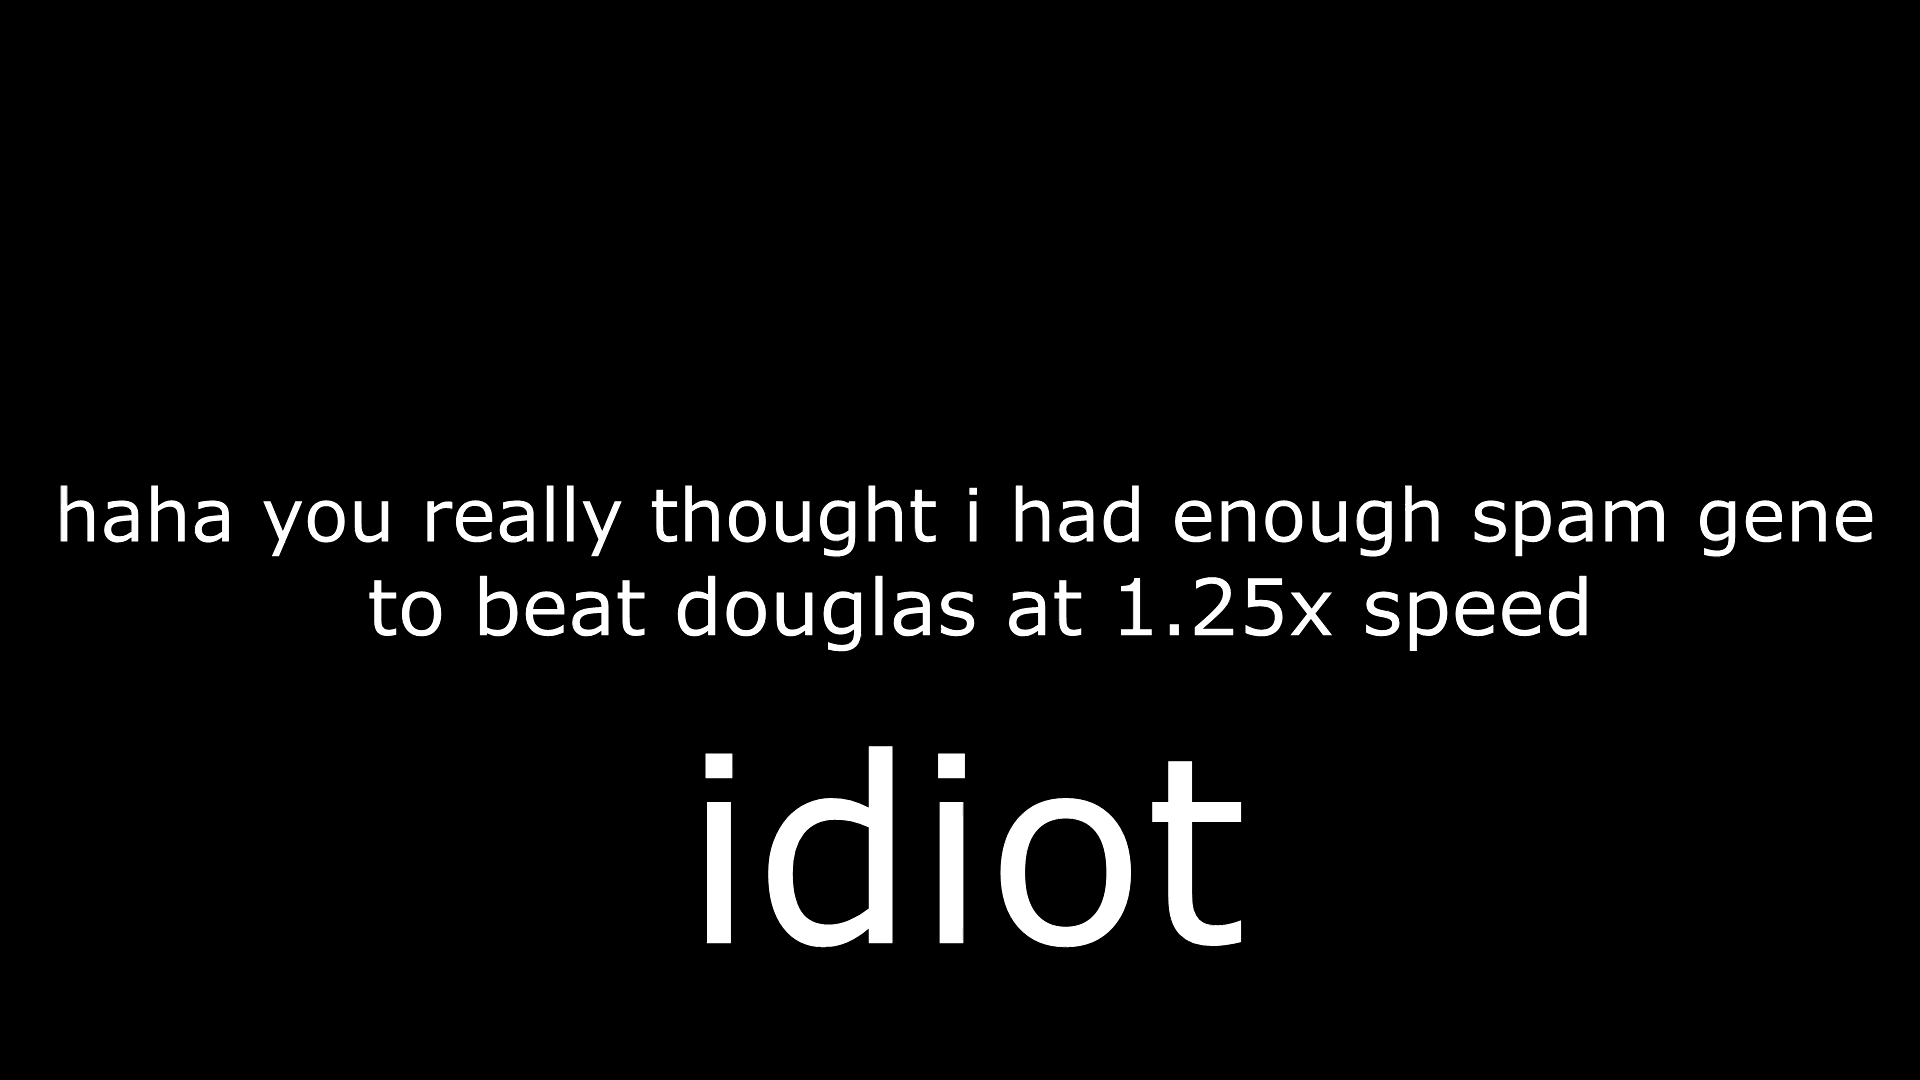 haha you really thought i had enough spam gene
to beat douglas at 1.25x speed
idiot